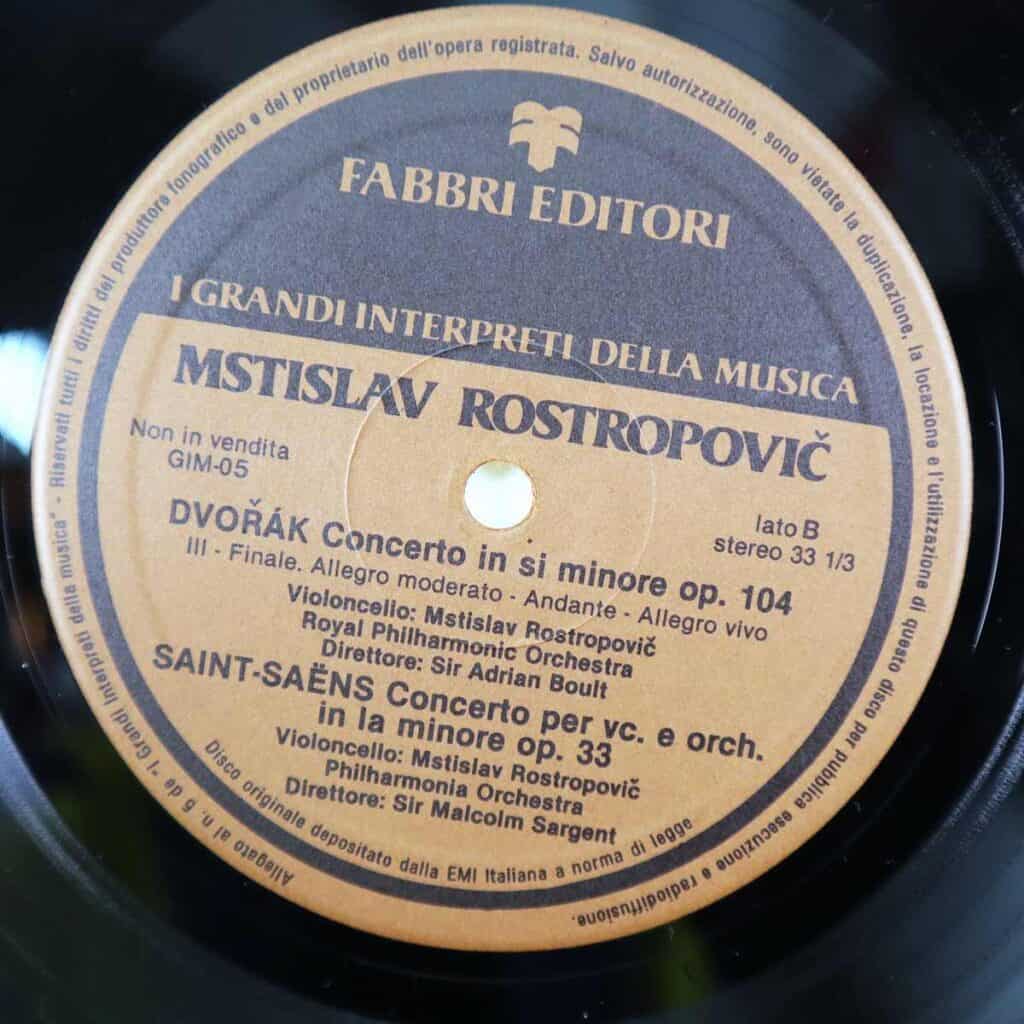 FABBRI EDITORI
I GRANDI INTERPRETI DELLA MUSICA
MSTISLAV ROSTROPOVIČ
Non in vendita
GIM-05
lato B
stereo 33 1/3
DVOŘÁK Concerto in si minore op. 104
III - Finale. Allegro moderato - Andante - Allegro vivo
Violoncello: Mstislav Rostropovič
Royal Philharmonic Orchestra
Direttore: Sir Adrian Boult
SAINT-SAËNS Concerto per vc. e orch.
in la minore op. 33
Violoncello: Mstislav Rostropovič
Philharmonia Orchestra
Direttore: Sir Malcolm Sargent
Disco originale depositato dalla EMI Italiana a norma di legge
Allegato al n. 5 de "I Grandi Interpreti della musica" - Riservati tutti i diritti del produttore fonografico e del proprietario dell'opera registrata. Salvo autorizzazione, sono vietate la duplicazione, la locazione e l'utilizzazione di questo disco per pubblica esecuzione e radiodiffusione.